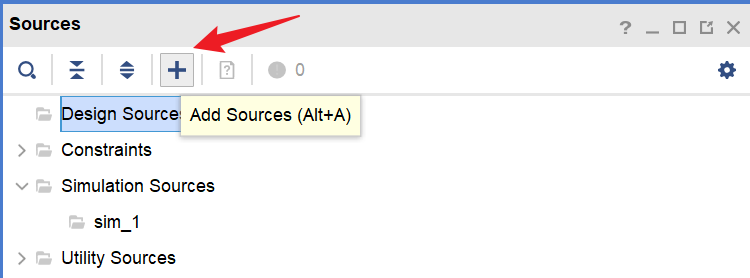 Sources
0
Design Sources
Add Sources (Alt+A)
Constraints
Simulation Sources
sim_1
Utility Sources